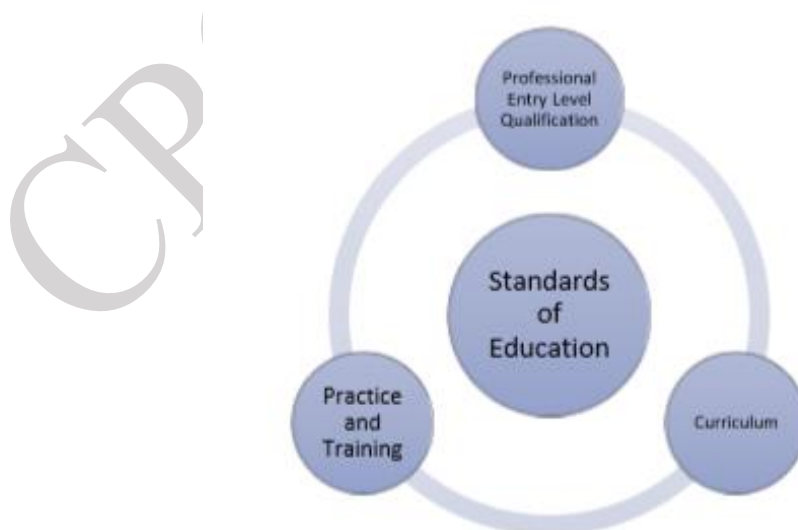 Professional
Entry Level
Qualification
Standards
of
Education
Practice
and
Training
Curriculum